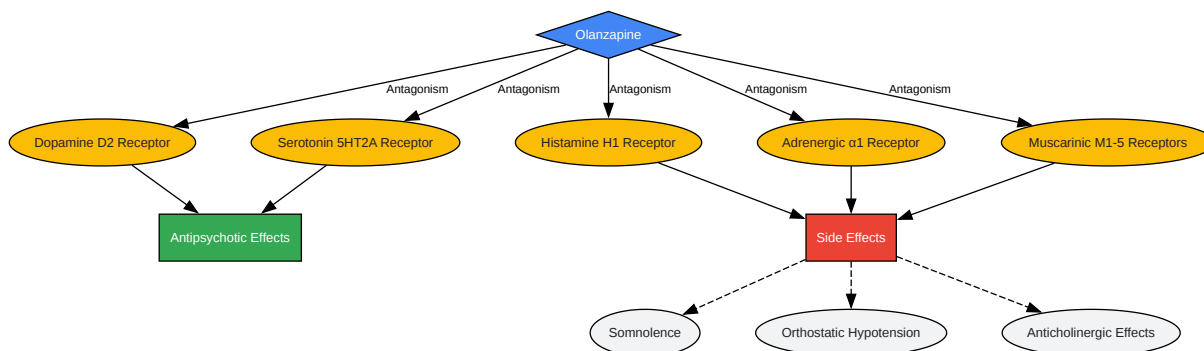 Olanzapine
Antagonism
Antagonism
Antagonism
Antagonism
Antagonism
Dopamine D2 Receptor
Serotonin 5HT2A Receptor
Histamine H1 Receptor
Adrenergic α1 Receptor
Muscarinic M1-5 Receptors
Antipsychotic Effects
Side Effects
Somnolence
Orthostatic Hypotension
Anticholinergic Effects